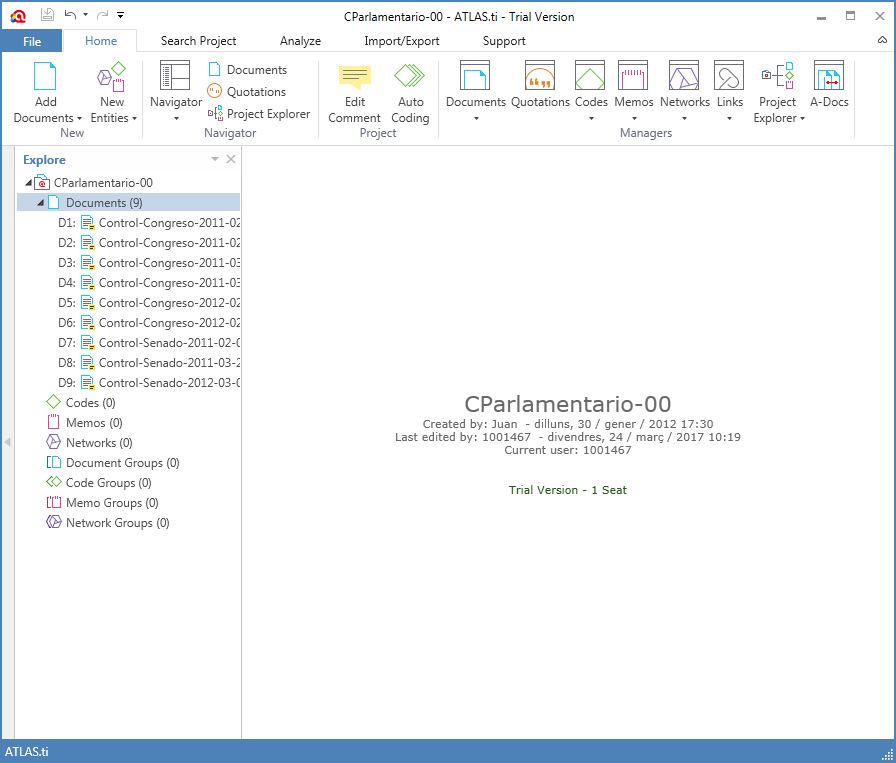 CParlamentario-00 - ATLAS.ti - Trial Version
File Home Search Project Analyze Import/Export Support
Add Documents
New Entities
New
Navigator
Documents
Quotations
Project Explorer
Navigator
Edit Comment
Auto Coding
Project
Documents Quotations Codes Memos Networks Links Project Explorer A-Docs
Managers
Explore
CParlamentario-00
Documents (9)
D1: Control-Congreso-2011-02
D2: Control-Congreso-2011-02
D3: Control-Congreso-2011-03
D4: Control-Congreso-2011-03
D5: Control-Congreso-2012-02
D6: Control-Congreso-2012-02
D7: Control-Senado-2011-02-0
D8: Control-Senado-2011-03-2
D9: Control-Senado-2012-03-0
Codes (0)
Memos (0)
Networks (0)
Document Groups (0)
Code Groups (0)
Memo Groups (0)
Network Groups (0)
CParlamentario-00
Created by: Juan - dilluns, 30 / gener / 2012 17:30
Last edited by: 1001467 - divendres, 24 / març / 2017 10:19
Current user: 1001467
Trial Version - 1 Seat
ATLAS.ti